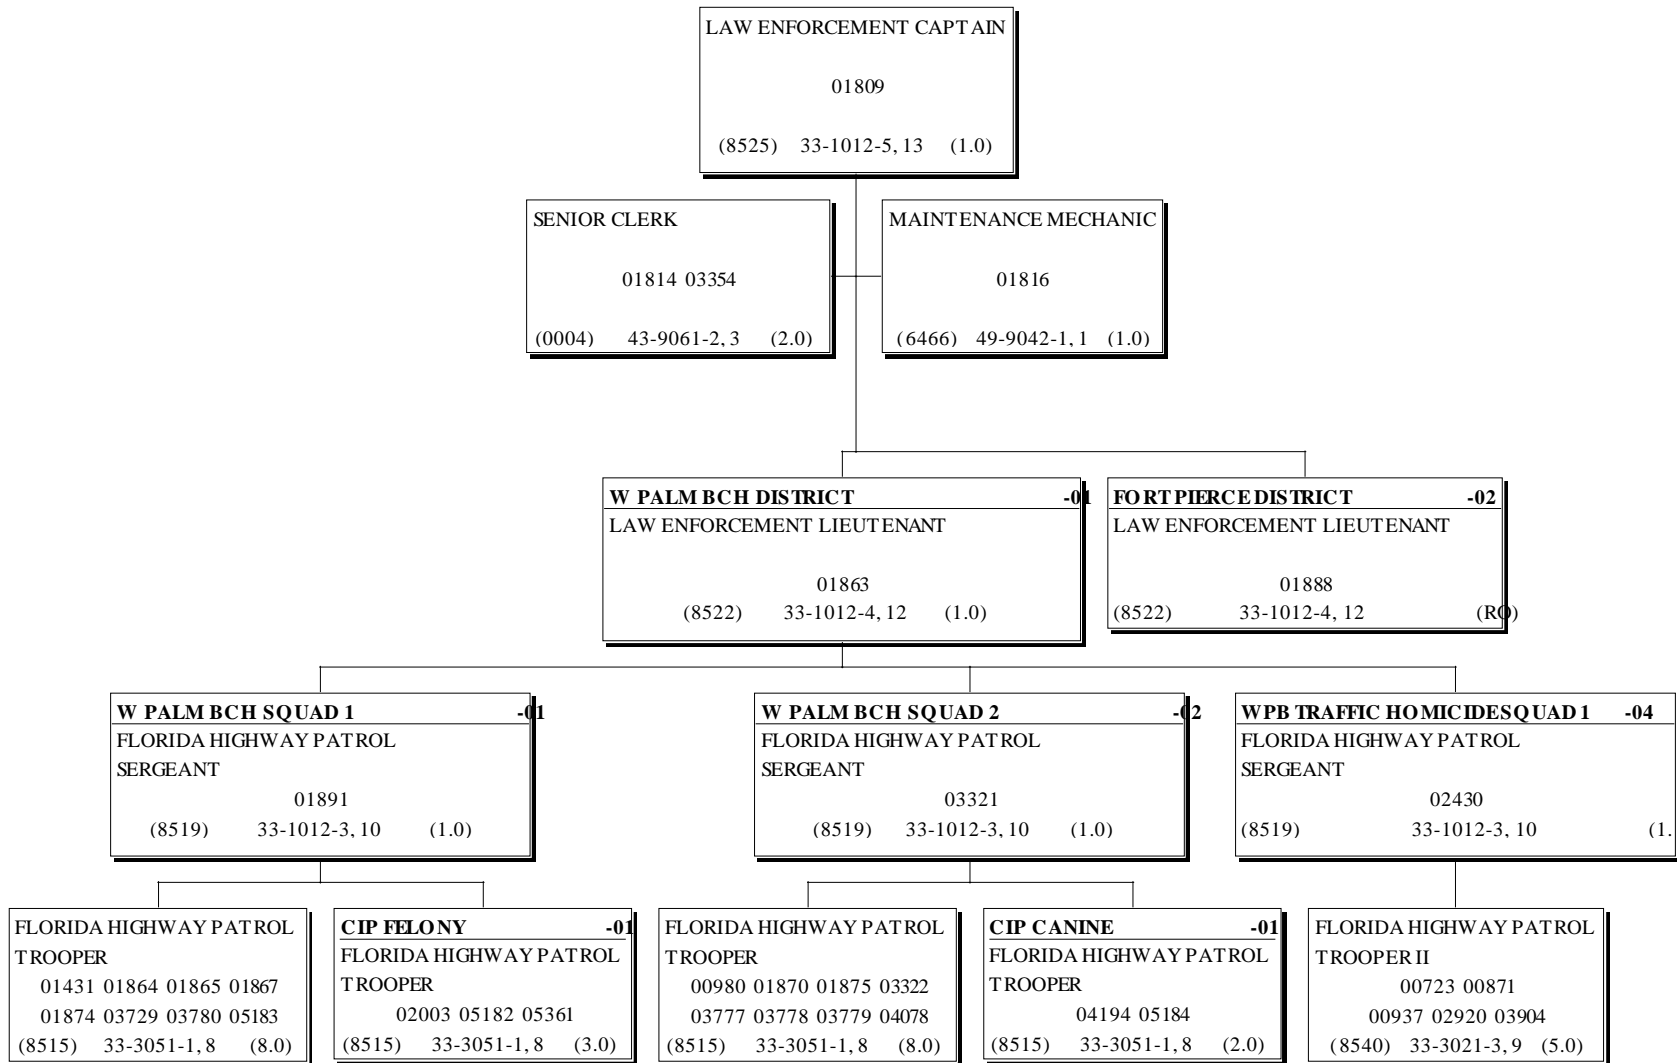 LAW ENFORCEMENT CAPTAIN
01809
(8525) 33-1012-5, 13 (1.0)
SENIOR CLERK
01814 03354
(0004) 43-9061-2, 3 (2.0)
MAINTENANCE MECHANIC
01816
(6466) 49-9042-1, 1 (1.0)
W PALM BCH DISTRICT -01
LAW ENFORCEMENT LIEUTENANT
01863
(8522) 33-1012-4, 12 (1.0)
FORT PIERCE DISTRICT -02
LAW ENFORCEMENT LIEUTENANT
01888
(8522) 33-1012-4, 12 (RO)
W PALM BCH SQUAD 1 -01
FLORIDA HIGHWAY PATROL
SERGEANT
01891
(8519) 33-1012-3, 10 (1.0)
W PALM BCH SQUAD 2 -02
FLORIDA HIGHWAY PATROL
SERGEANT
03321
(8519) 33-1012-3, 10 (1.0)
WPB TRAFFIC HOMICIDE SQUAD 1 -04
FLORIDA HIGHWAY PATROL
SERGEANT
02430
(8519) 33-1012-3, 10 (1.
FLORIDA HIGHWAY PATROL
TROOPER
01431 01864 01865 01867
01874 03729 03780 05183
(8515) 33-3051-1, 8 (8.0)
CIP FELONY -01
FLORIDA HIGHWAY PATROL
TROOPER
02003 05182 05361
(8515) 33-3051-1, 8 (3.0)
FLORIDA HIGHWAY PATROL
TROOPER
00980 01870 01875 03322
03777 03778 03779 04078
(8515) 33-3051-1, 8 (8.0)
CIP CANINE -01
FLORIDA HIGHWAY PATROL
TROOPER
04194 05184
(8515) 33-3051-1, 8 (2.0)
FLORIDA HIGHWAY PATROL
TROOPER II
00723 00871
00937 02920 03904
(8540) 33-3021-3, 9 (5.0)